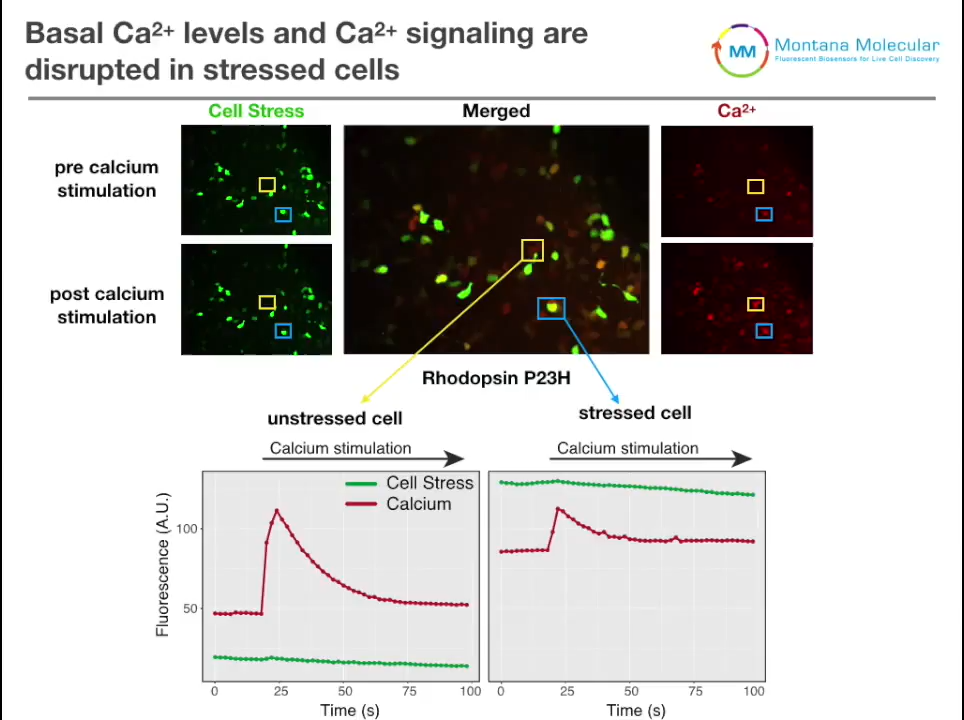 Basal Ca²⁺ levels and Ca²⁺ signaling are
disrupted in stressed cells
MM
Montana Molecular
Fluorescent Biosensors for Live Cell Discovery
Cell Stress
Merged
Ca²⁺
pre calcium
stimulation
post calcium
stimulation
Rhodopsin P23H
unstressed cell
stressed cell
Calcium stimulation
Calcium stimulation
Cell Stress
Calcium
Fluorescence (A.U.)
100
50
0 25 50 75 100
0 25 50 75 100
Time (s)
Time (s)